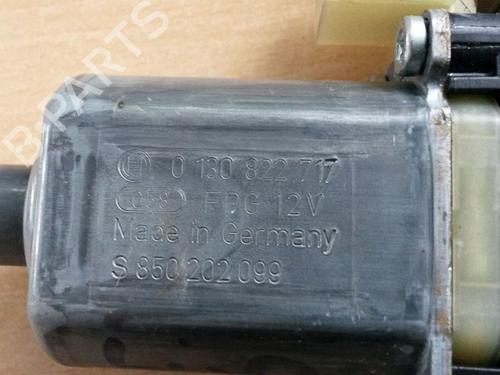 0 130 822 717
FPG 12V
Made in Germany
S 850 202 099
B-PARTS